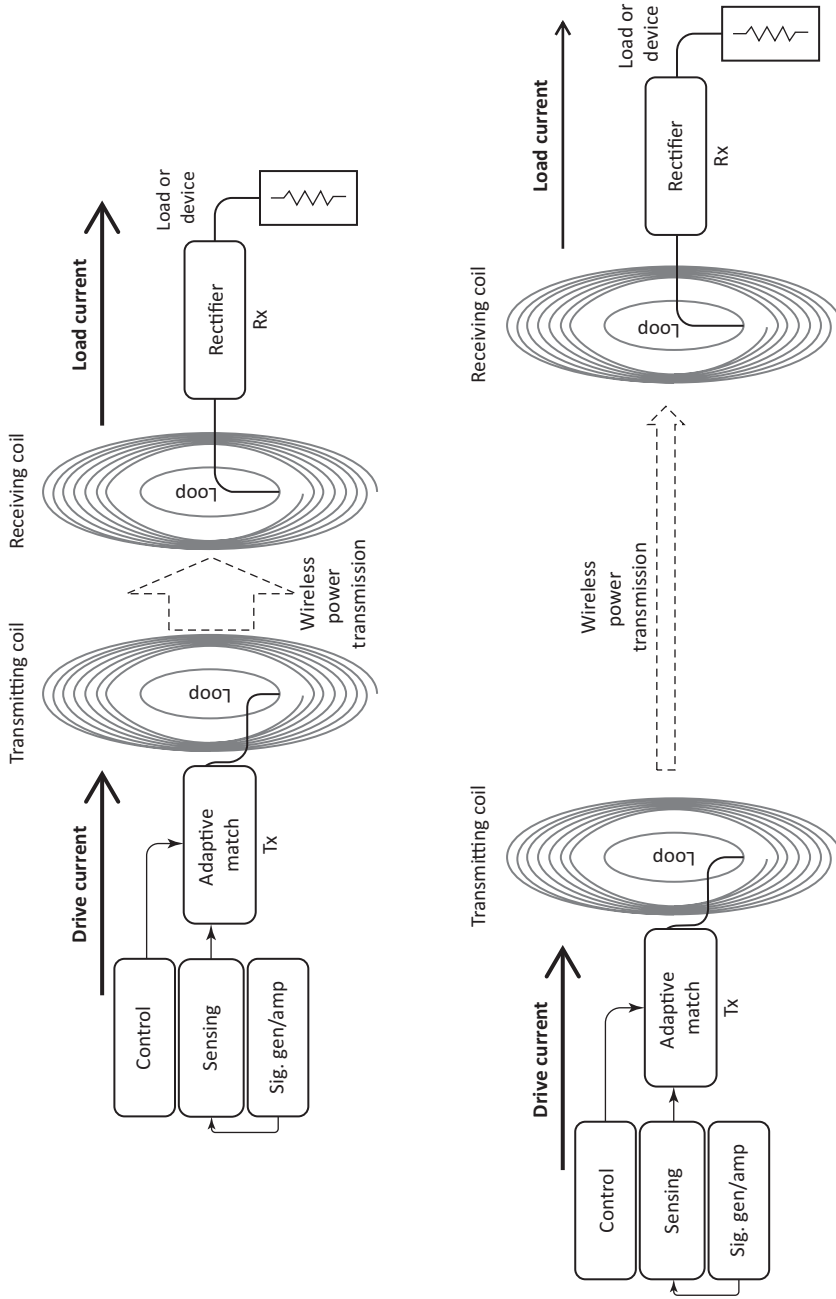 Drive current
Control
Sensing
Sig. gen/amp
Adaptive
match
Tx
Transmitting coil
Loop
Wireless
power
transmission
Receiving coil
Loop
Load current
Rectifier
Rx
Load or
device
Drive current
Control
Sensing
Sig. gen/amp
Adaptive
match
Tx
Transmitting coil
Loop
Wireless
power
transmission
Receiving coil
Loop
Load current
Rectifier
Rx
Load or
device